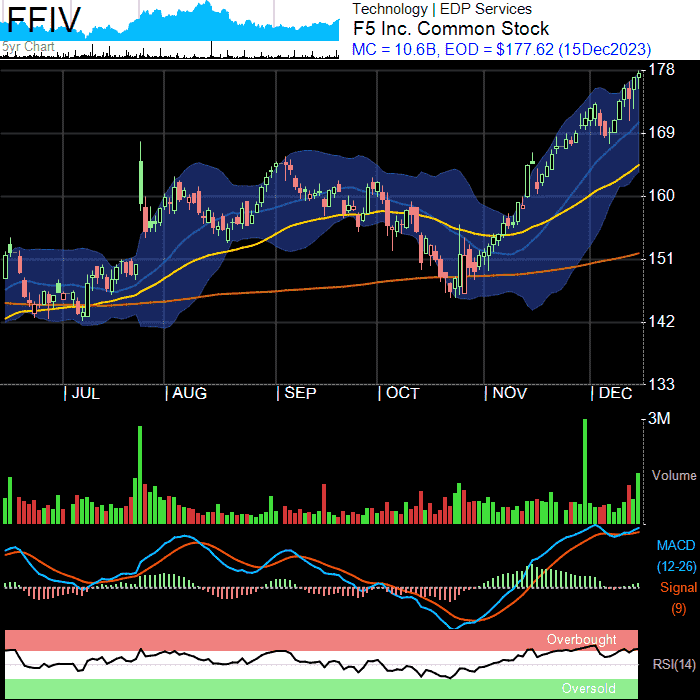 FFIV
5yr Chart
Technology | EDP Services
F5 Inc. Common Stock
MC = 10.6B, EOD = $177.62 (15Dec2023)
178
169
160
151
142
133
JUL AUG SEP OCT NOV DEC
3M
Volume
MACD
(12-26)
Signal
(9)
Overbought
RSI(14)
Oversold